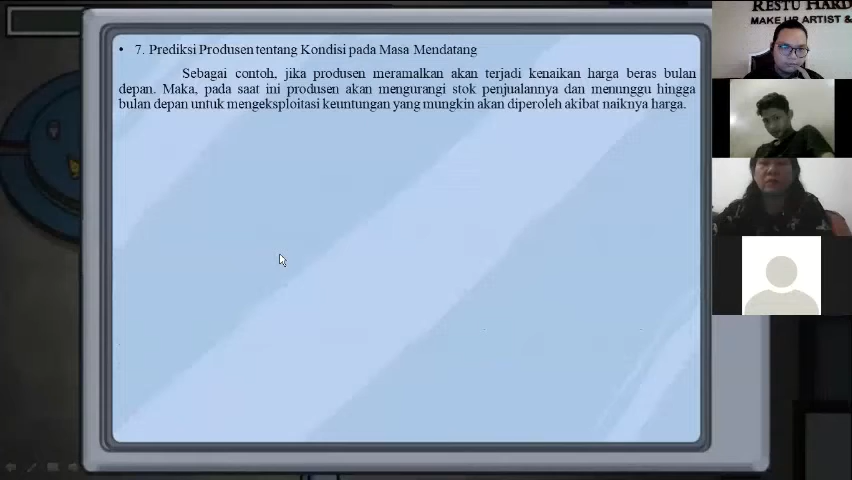 • 7. Prediksi Produsen tentang Kondisi pada Masa Mendatang
Sebagai contoh, jika produsen meramalkan akan terjadi kenaikan harga beras bulan
depan. Maka, pada saat ini produsen akan mengurangi stok penjualannya dan menunggu hingga
bulan depan untuk mengeksploitasi keuntungan yang mungkin akan diperoleh akibat naiknya harga.
RESTU HARD
MAKE UP ARTIST &